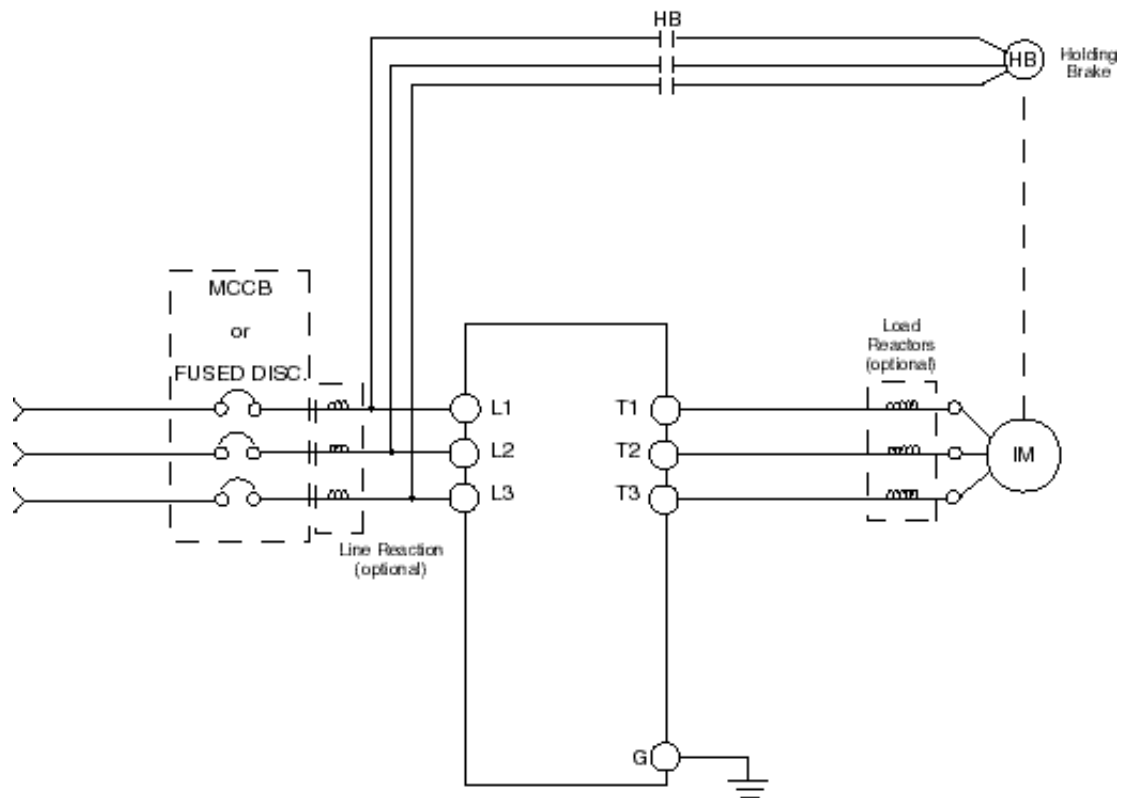 HB
HB
Holding
Brake
MCCB
or
FUSED DISC.
Load
Reactors
(optional)
L1
T1
L2
T2
IM
L3
T3
Line Reaction
(optional)
G